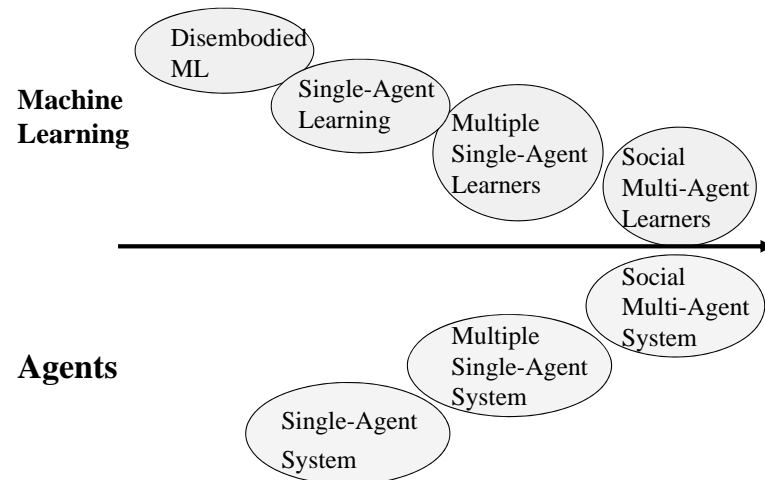 Disembodied
ML
Single-Agent
Learning
Machine
Learning
Multiple
Single-Agent
Learners
Social
Multi-Agent
Learners
Social
Multi-Agent
System
Multiple
Single-Agent
System
Agents
Single-Agent
System